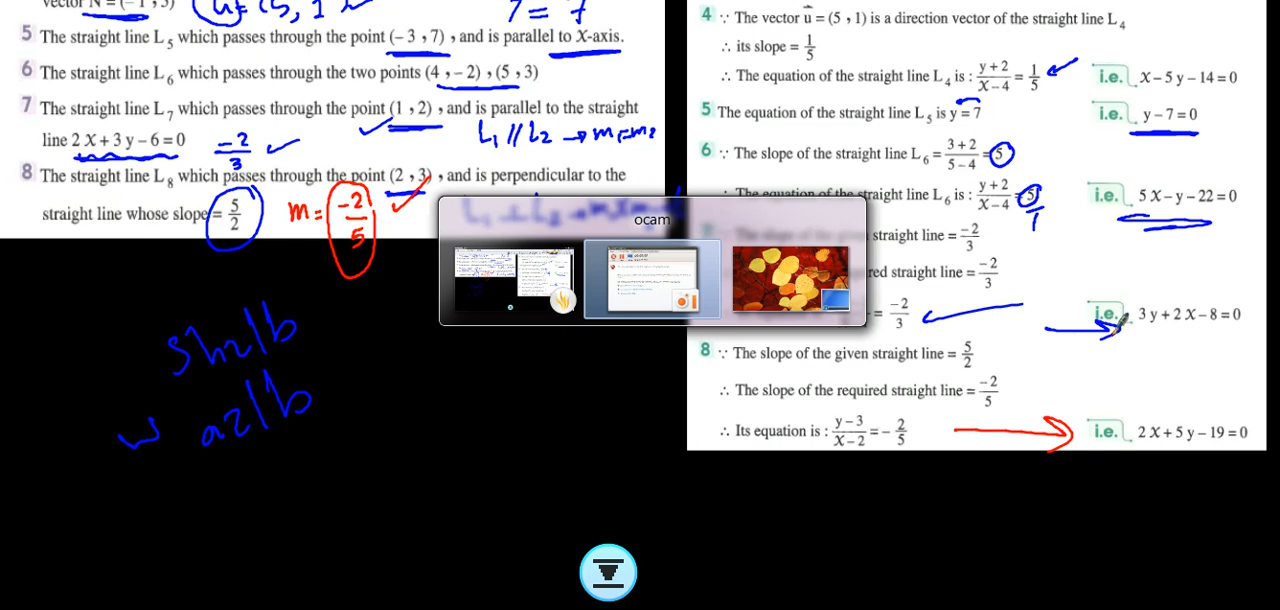 vector N = (–1 , 5) u = (5, 1)
7 = 7
5 The straight line L₅ which passes through the point (– 3 , 7) , and is parallel to X-axis.
6 The straight line L₆ which passes through the two points (4 , – 2) , (5 , 3)
7 The straight line L₇ which passes through the point (1 , 2) , and is parallel to the straight
line 2 X + 3 y – 6 = 0 -2/3 L₁ // L₂ → m₁ = m₂
8 The straight line L₈ which passes through the point (2 , 3) , and is perpendicular to the
straight line whose slope = 5/2 m = -2/5
sh2lb
w az/b
ocam
4 ∵ The vector u = (5 , 1) is a direction vector of the straight line L₄
∴ its slope = 1/5
∴ The equation of the straight line L₄ is : (y + 2)/(X – 4) = 1/5 i.e. X – 5 y – 14 = 0
5 The equation of the straight line L₅ is y = 7 i.e. y – 7 = 0
6 ∵ The slope of the straight line L₆ = (3 + 2)/(5 – 4) = 5
∴ The equation of the straight line L₆ is : (y + 2)/(X – 4) = 5 /1 i.e. 5 X – y – 22 = 0
straight line = –2/3
red straight line = –2/3
= –2/3 i.e. 3 y + 2 X – 8 = 0
8 ∵ The slope of the given straight line = 5/2
∴ The slope of the required straight line = –2/5
∴ Its equation is : (y – 3)/(X – 2) = – 2/5 i.e. 2 X + 5 y – 19 = 0